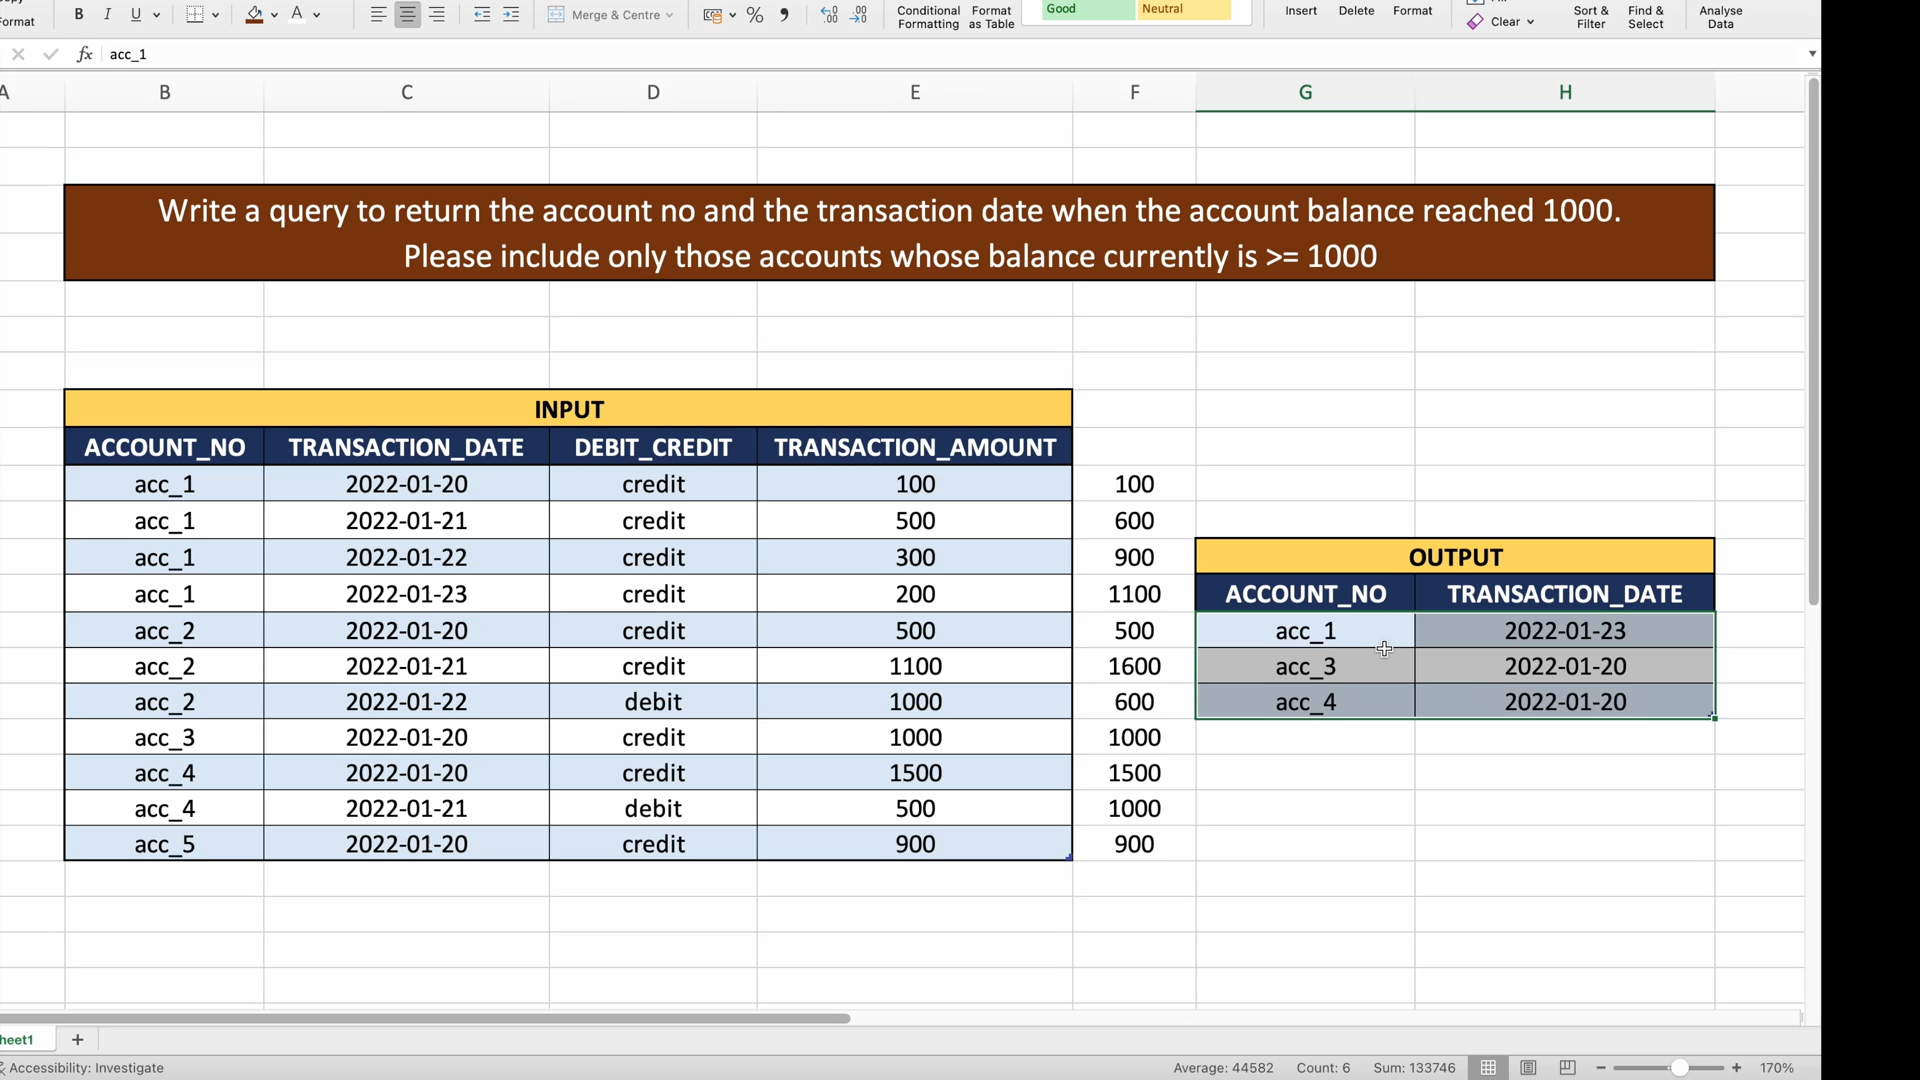 Format
B I U
A
Merge & Centre
%
Conditional Formatting
Format as Table
Good
Neutral
Insert
Delete
Format
Clear
Sort & Filter
Find & Select
Analyse Data
fx acc_1
A B C D E F G H
Write a query to return the account no and the transaction date when the account balance reached 1000.
Please include only those accounts whose balance currently is >= 1000
INPUT
ACCOUNT_NO TRANSACTION_DATE DEBIT_CREDIT TRANSACTION_AMOUNT
acc_1 2022-01-20 credit 100 100
acc_1 2022-01-21 credit 500 600
acc_1 2022-01-22 credit 300 900
OUTPUT
acc_1 2022-01-23 credit 200 1100
ACCOUNT_NO TRANSACTION_DATE
acc_2 2022-01-20 credit 500 500
acc_1 2022-01-23
acc_2 2022-01-21 credit 1100 1600
acc_3 2022-01-20
acc_2 2022-01-22 debit 1000 600
acc_4 2022-01-20
acc_3 2022-01-20 credit 1000 1000
acc_4 2022-01-20 credit 1500 1500
acc_4 2022-01-21 debit 500 1000
acc_5 2022-01-20 credit 900 900
heet1 +
Accessibility: Investigate
Average: 44582 Count: 6 Sum: 133746
170%